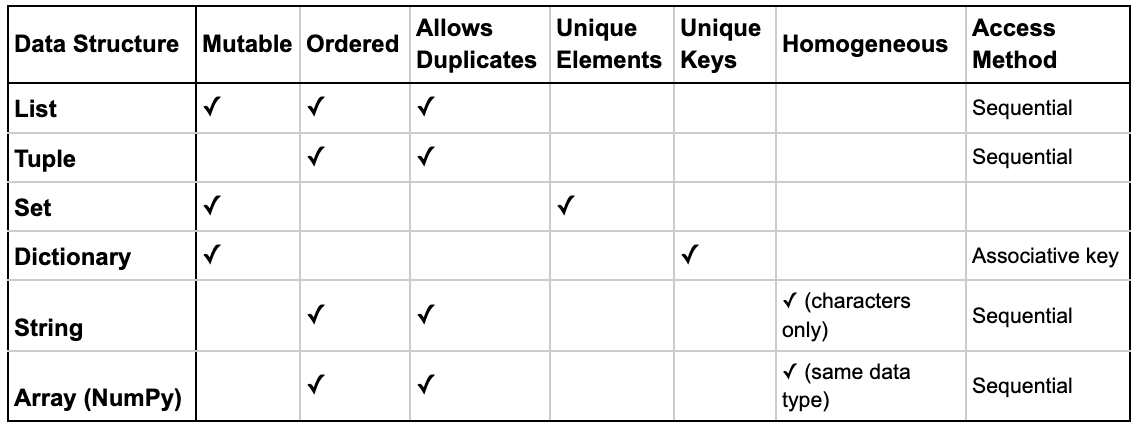 Data Structure Mutable Ordered Allows Duplicates Unique Elements Unique Keys Homogeneous Access Method
List ✓ ✓ ✓ Sequential
Tuple ✓ ✓ Sequential
Set ✓ ✓
Dictionary ✓ ✓ Associative key
String ✓ ✓ ✓ (characters only) Sequential
Array (NumPy) ✓ ✓ ✓ (same data type) Sequential